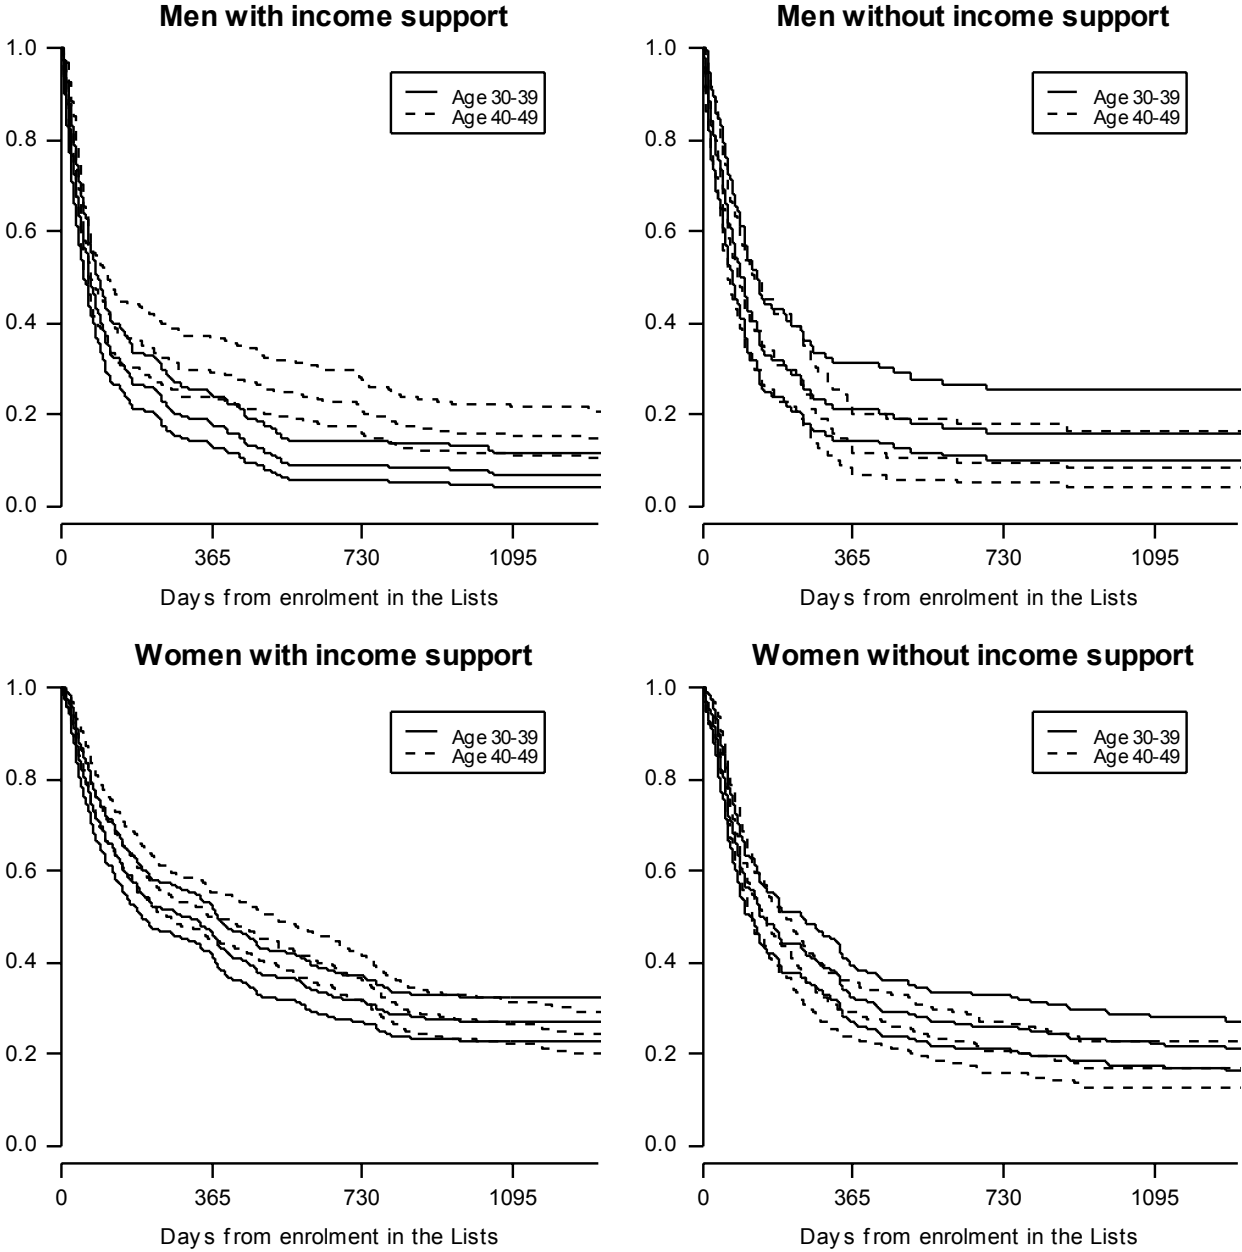 Men with income support
1.0
0.8
0.6
0.4
0.2
0.0
Age 30-39
Age 40-49
0 365 730 1095
Days from enrolment in the Lists
Men without income support
1.0
0.8
0.6
0.4
0.2
0.0
Age 30-39
Age 40-49
0 365 730 1095
Days from enrolment in the Lists
Women with income support
1.0
0.8
0.6
0.4
0.2
0.0
Age 30-39
Age 40-49
0 365 730 1095
Days from enrolment in the Lists
Women without income support
1.0
0.8
0.6
0.4
0.2
0.0
Age 30-39
Age 40-49
0 365 730 1095
Days from enrolment in the Lists